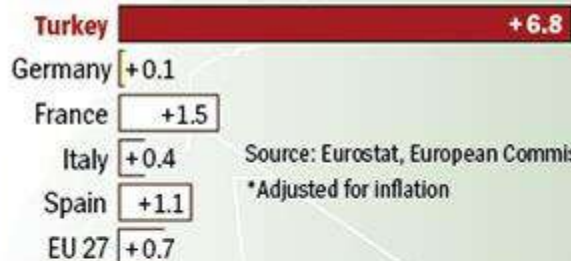 Turkey +6.8
Germany +0.1
France +1.5
Italy +0.4
Source: Eurostat, European Commis
*Adjusted for inflation
Spain +1.1
EU 27 +0.7